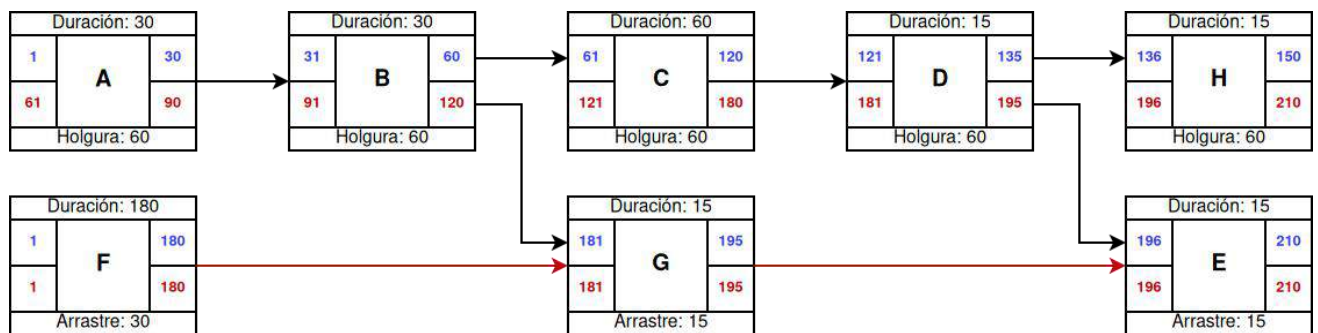 Duración: 30
Duración: 30
Duración: 60
Duración: 15
Duración: 15
1 A 30
31 B 60
61 C 120
121 D 135
136 H 150
61 90
91 120
121 180
181 195
196 210
Holgura: 60
Holgura: 60
Holgura: 60
Holgura: 60
Holgura: 60
Duración: 180
Duración: 15
Duración: 15
1 F 180
181 G 195
196 E 210
1 180
181 195
196 210
Arrastre: 30
Arrastre: 15
Arrastre: 15